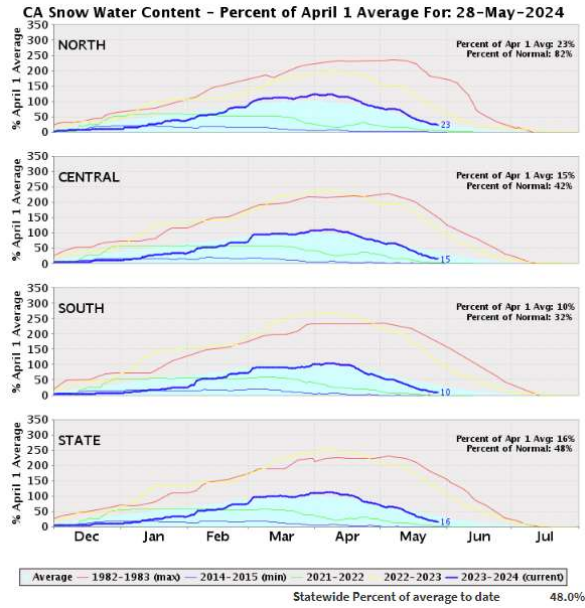 CA Snow Water Content – Percent of April 1 Average For: 28-May-2024
% April 1 Average
350
300
250
200
150
100
50
0
NORTH
Percent of Apr 1 Avg: 23%
Percent of Normal: 82%
23
% April 1 Average
350
300
250
200
150
100
50
0
CENTRAL
Percent of Apr 1 Avg: 15%
Percent of Normal: 42%
15
% April 1 Average
350
300
250
200
150
100
50
0
SOUTH
Percent of Apr 1 Avg: 10%
Percent of Normal: 32%
10
% April 1 Average
350
300
250
200
150
100
50
0
STATE
Percent of Apr 1 Avg: 16%
Percent of Normal: 48%
16
Dec Jan Feb Mar Apr May Jun Jul
Average 1982-1983 (max) 2014-2015 (min) 2021-2022 2022-2023 2023-2024 (current)
Statewide Percent of average to date 48.0%